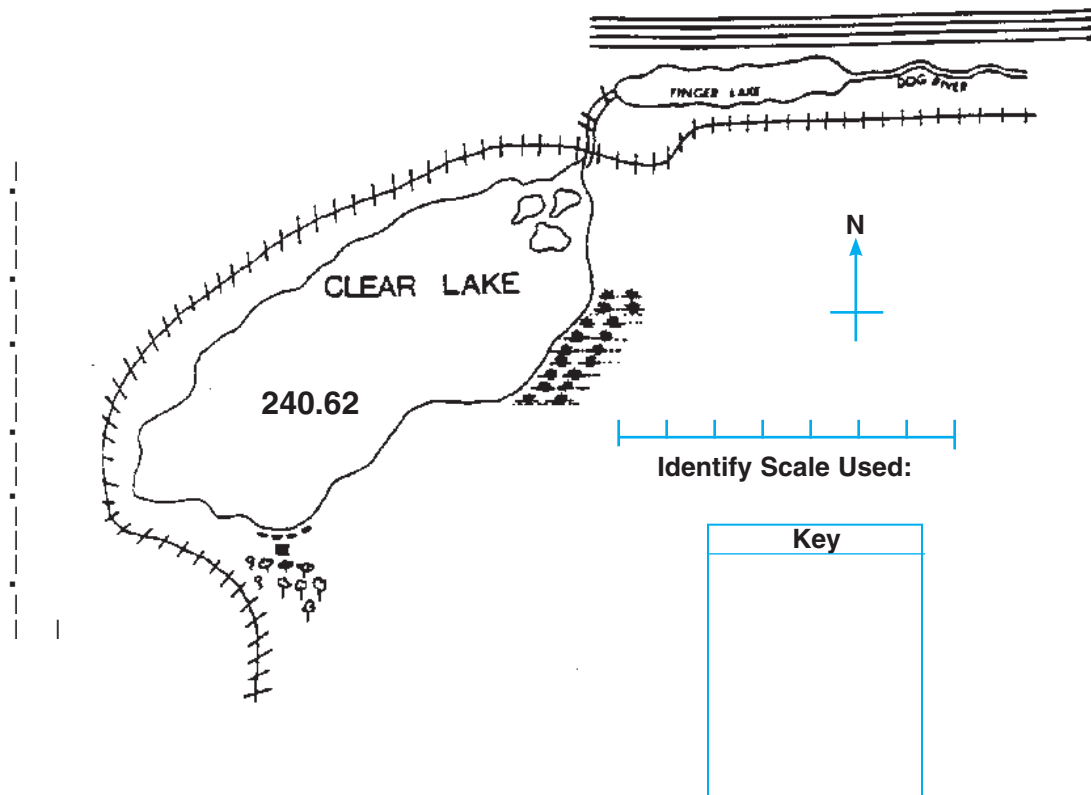 FINGER LAKE
DOG RIVER
N
CLEAR LAKE
240.62
Identify Scale Used:
Key